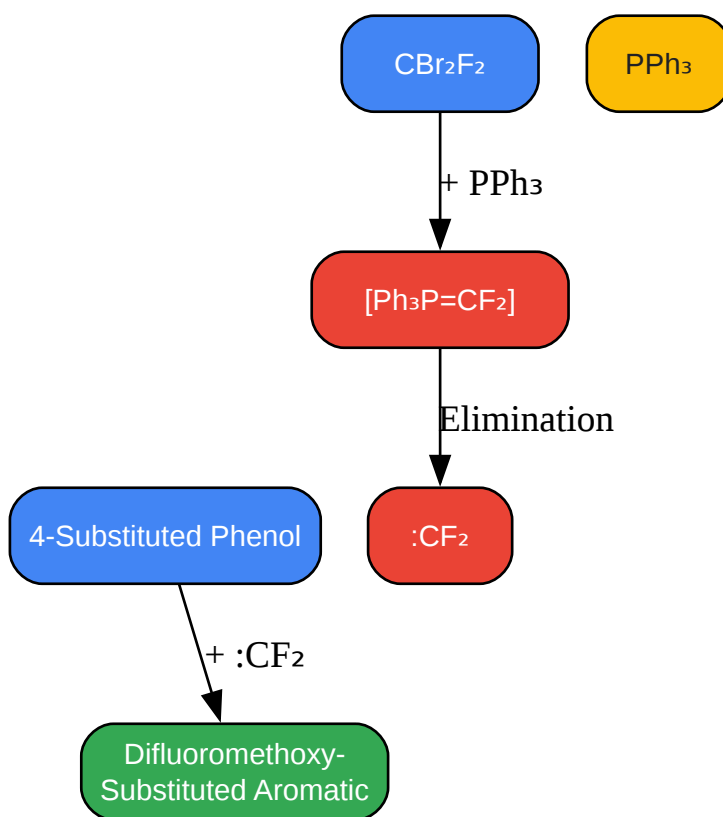 CBr₂F₂
PPh₃
+ PPh₃
[Ph₃P=CF₂]
Elimination
4-Substituted Phenol
:CF₂
+ :CF₂
Difluoromethoxy-
Substituted Aromatic